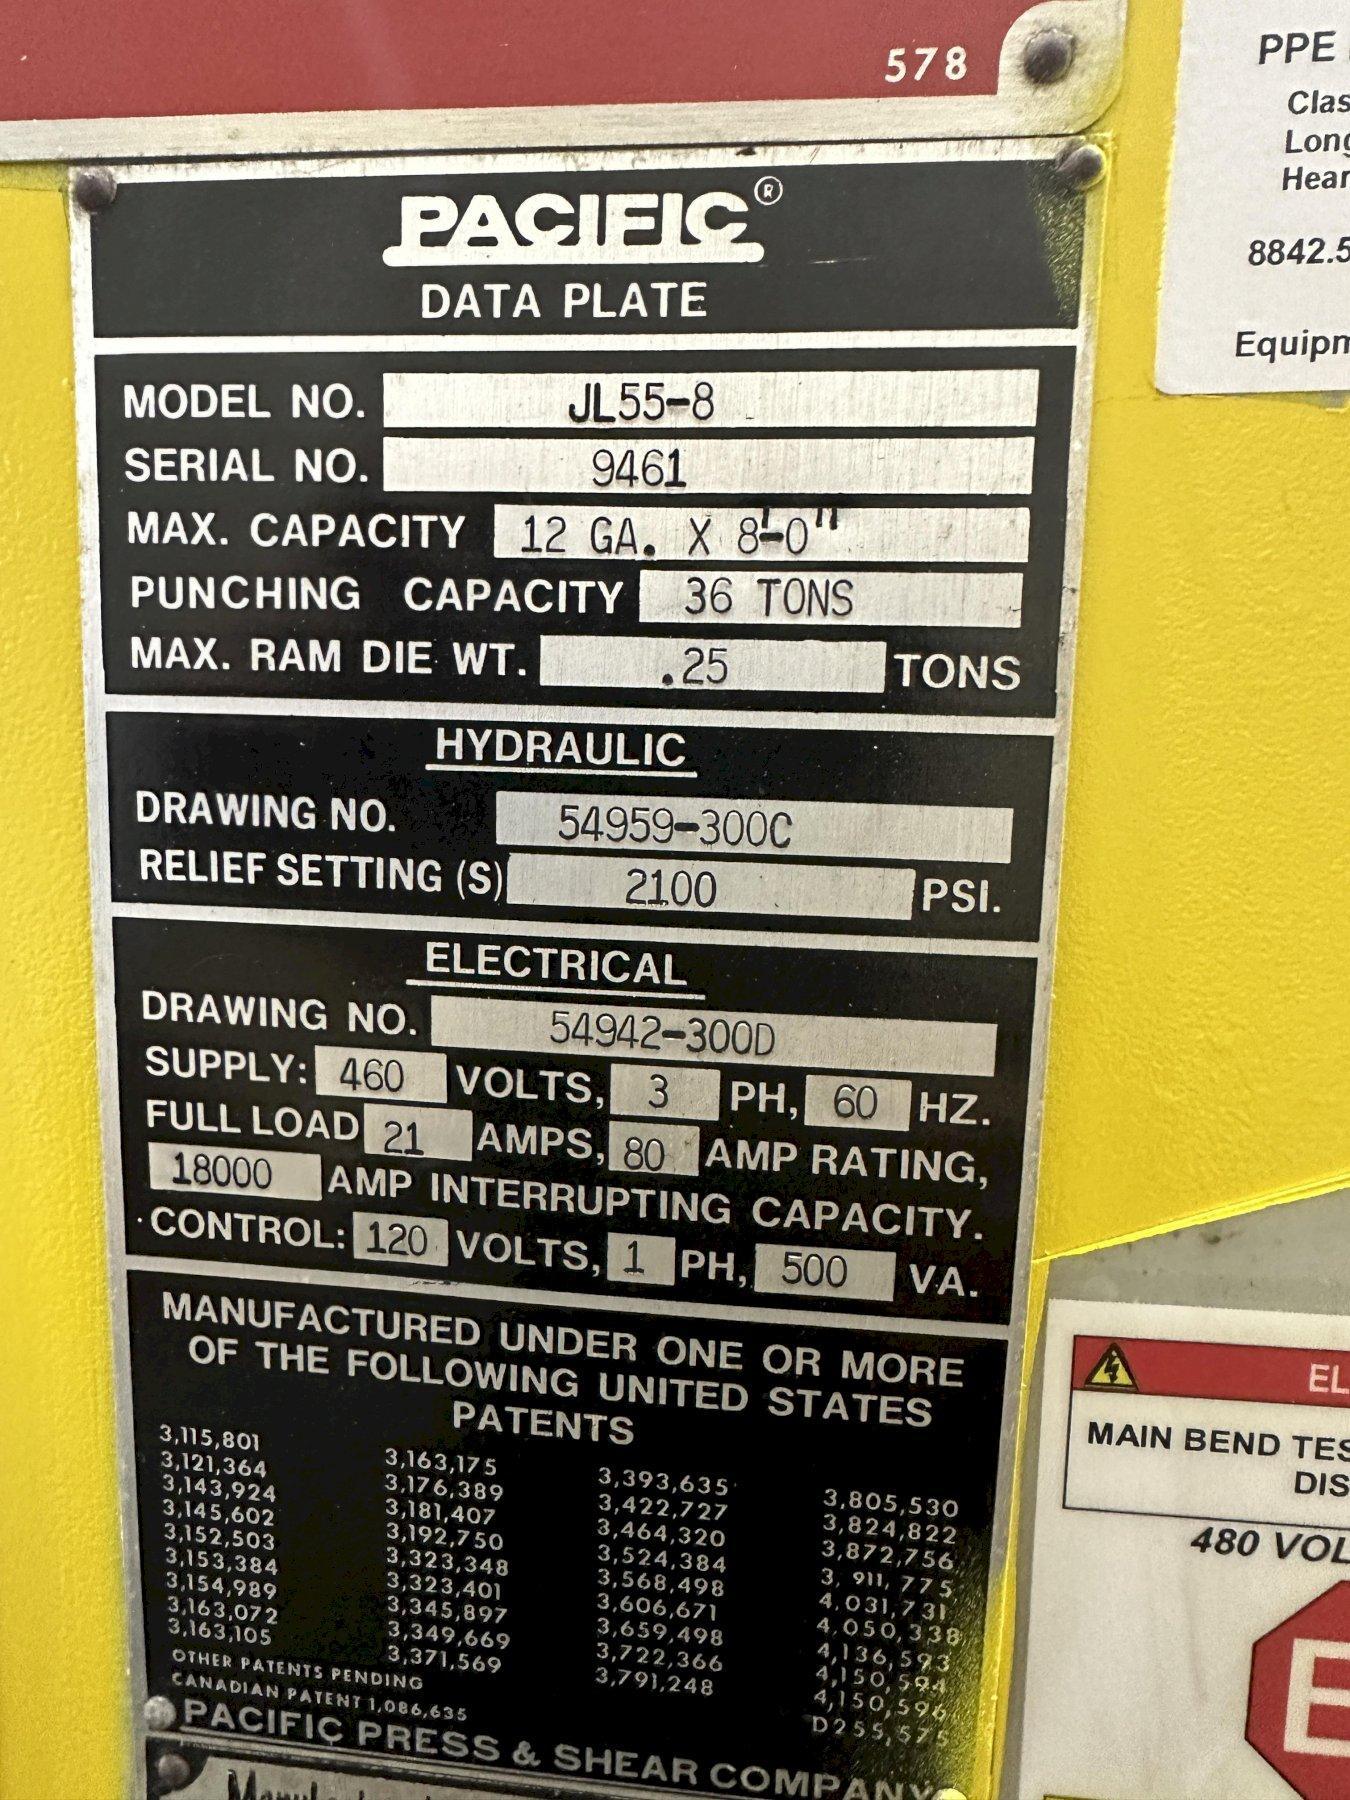 578
PACIFIC®
DATA PLATE
MODEL NO. JL55-8
SERIAL NO. 9461
MAX. CAPACITY 12 GA. X 8'-0"
PUNCHING CAPACITY 36 TONS
MAX. RAM DIE WT. .25 TONS
HYDRAULIC
DRAWING NO. 54959-300C
RELIEF SETTING (S) 2100 PSI.
ELECTRICAL
DRAWING NO. 54942-300D
SUPPLY: 460 VOLTS, 3 PH, 60 HZ.
FULL LOAD 21 AMPS, 80 AMP RATING,
18000 AMP INTERRUPTING CAPACITY.
CONTROL: 120 VOLTS, 1 PH, 500 VA.
MANUFACTURED UNDER ONE OR MORE
OF THE FOLLOWING UNITED STATES
PATENTS
3,115,801
3,121,364
3,143,924
3,145,602
3,152,503
3,153,384
3,154,989
3,163,072
3,163,105
3,163,175
3,176,389
3,181,407
3,192,750
3,323,348
3,323,401
3,345,897
3,349,669
3,371,569
3,393,635
3,422,727
3,464,320
3,524,384
3,568,498
3,606,671
3,659,498
3,722,366
3,791,248
3,805,530
3,824,822
3,872,756
3,911,775
4,031,731
4,050,338
4,136,593
4,150,594
4,150,596
D255,575
OTHER PATENTS PENDING
CANADIAN PATENT 1,086,635
PACIFIC PRESS & SHEAR COMPANY
PPE
8842.5
MAIN BEND
480